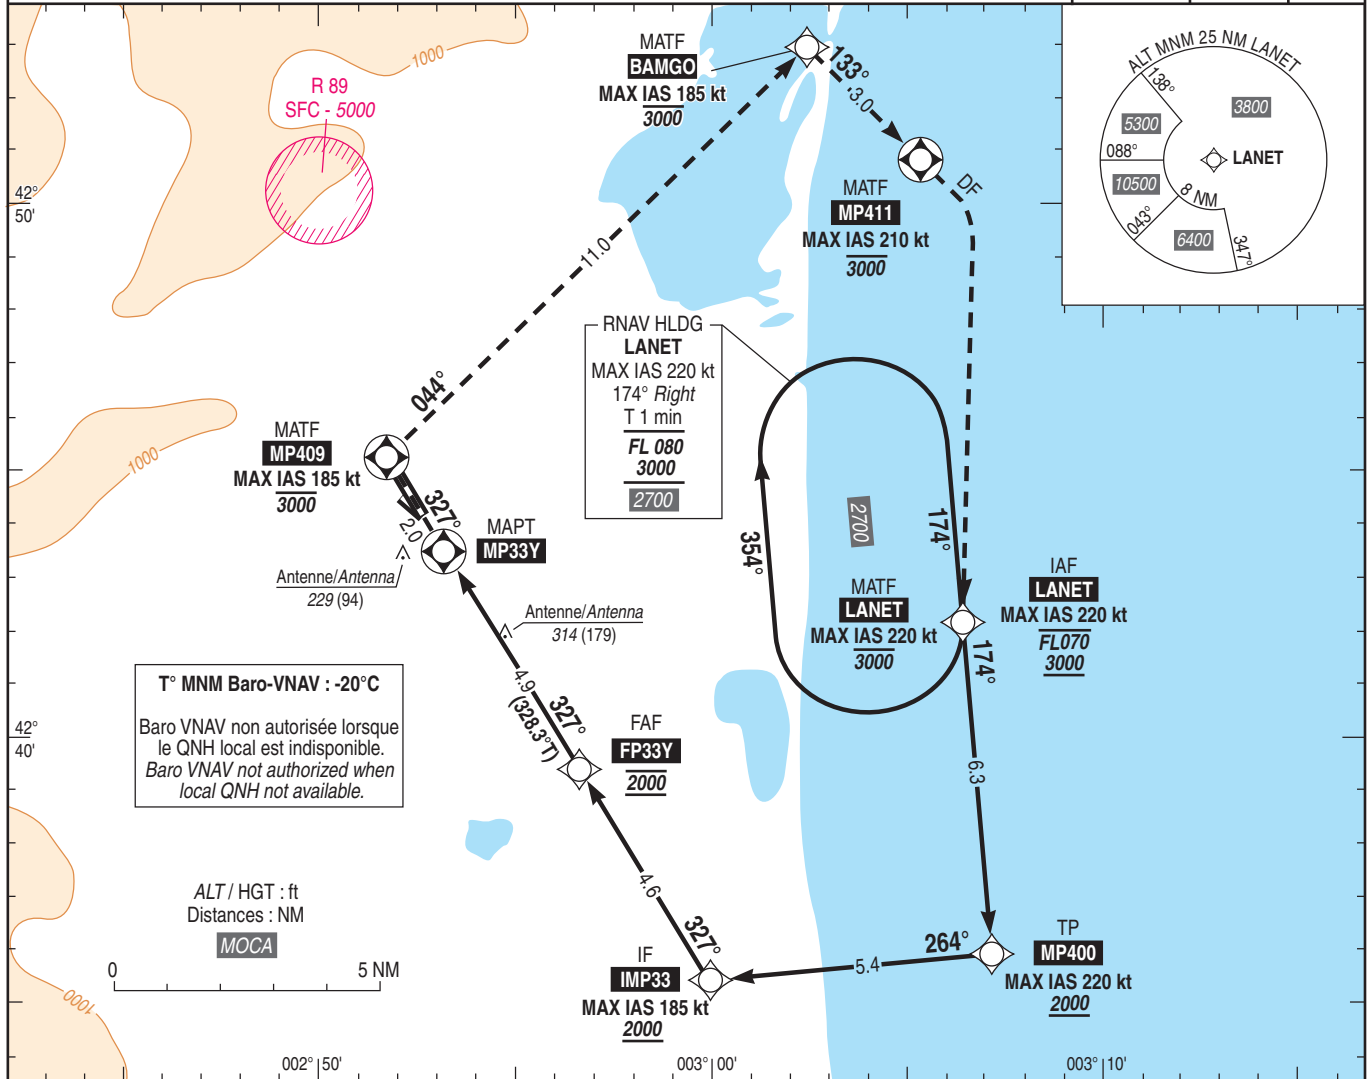 1000
R 89
SFC - 5000
MATF
BAMGO
MAX IAS 185 kt
3000
133°
3.0
ALT MNM 25 NM LANET
138°
3800
5300
088°
LANET
10500
8 NM
043°
6400
347°
42°
50'
MATF
MP411
MAX IAS 210 kt
3000
DF
11.0
RNAV HLDG
LANET
MAX IAS 220 kt
174° Right
T 1 min
FL 080
3000
2700
044°
MATF
MP409
MAX IAS 185 kt
3000
1000
327°
2.0
MAPT
MP33Y
Antenne/Antenna
229 (94)
Antenne/Antenna
314 (179)
354°
2700
174°
MATF
LANET
MAX IAS 220 kt
3000
IAF
LANET
MAX IAS 220 kt
FL070
3000
174°
T° MNM Baro-VNAV : -20°C
Baro VNAV non autorisée lorsque
le QNH local est indisponible.
Baro VNAV not authorized when
local QNH not available.
4.9
(328.3°T)
327°
FAF
FP33Y
2000
42°
40'
6.3
ALT / HGT : ft
Distances : NM
MOCA
0
5 NM
4.6
327°
IF
IMP33
MAX IAS 185 kt
2000
5.4
264°
TP
MP400
MAX IAS 220 kt
2000
1000
002° 50'
003° 00'
003° 10'